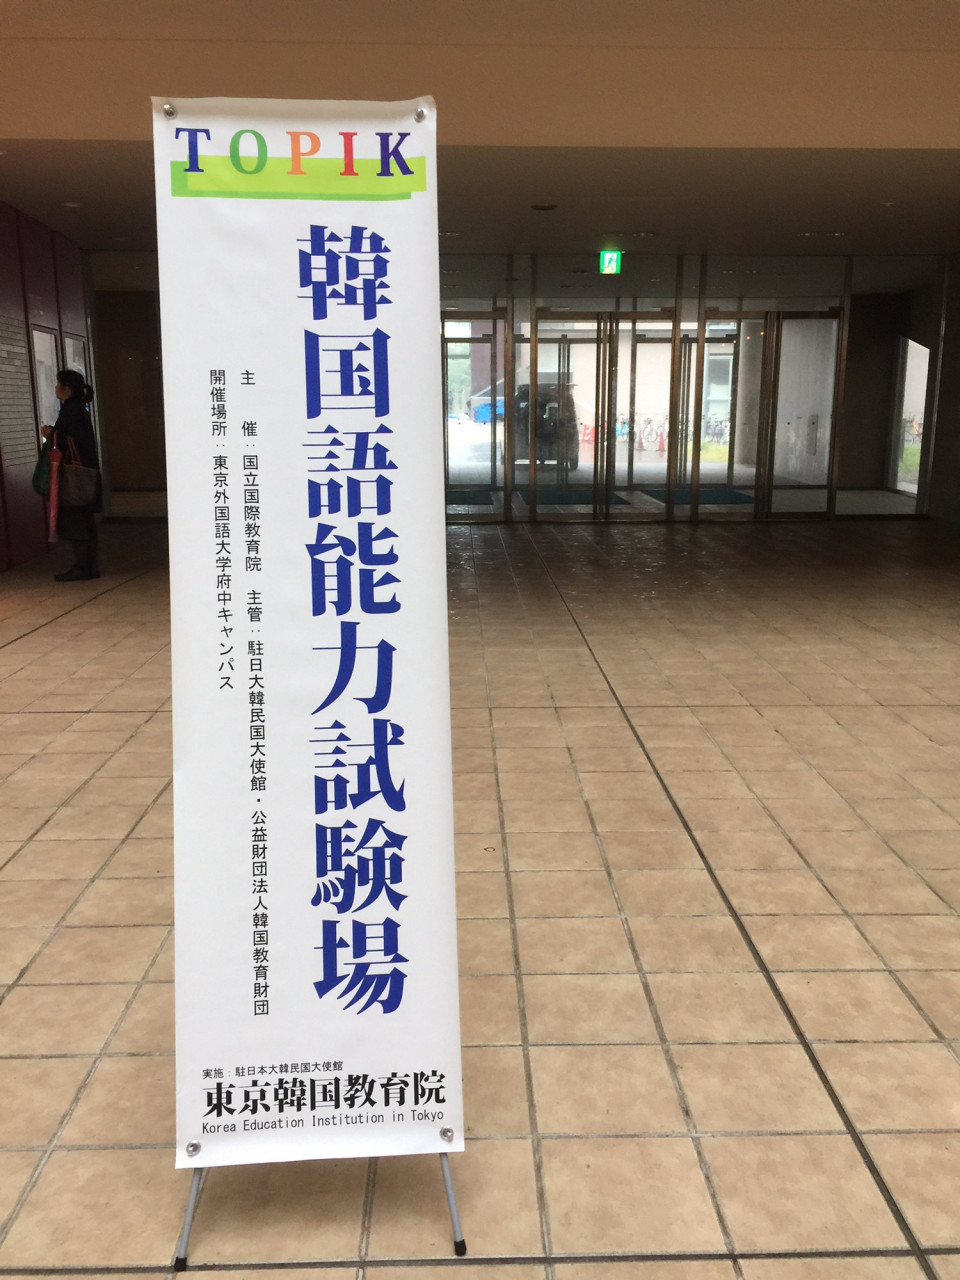 TOPIK
韓国語能力試験場
主　催：国立国際教育院　主管：駐日大韓民国大使館・公益財団法人韓国教育財団
開催場所：東京外国語大学府中キャンパス
実施：駐日本大韓民国大使館
東京韓国教育院
Korea Education Institution in Tokyo